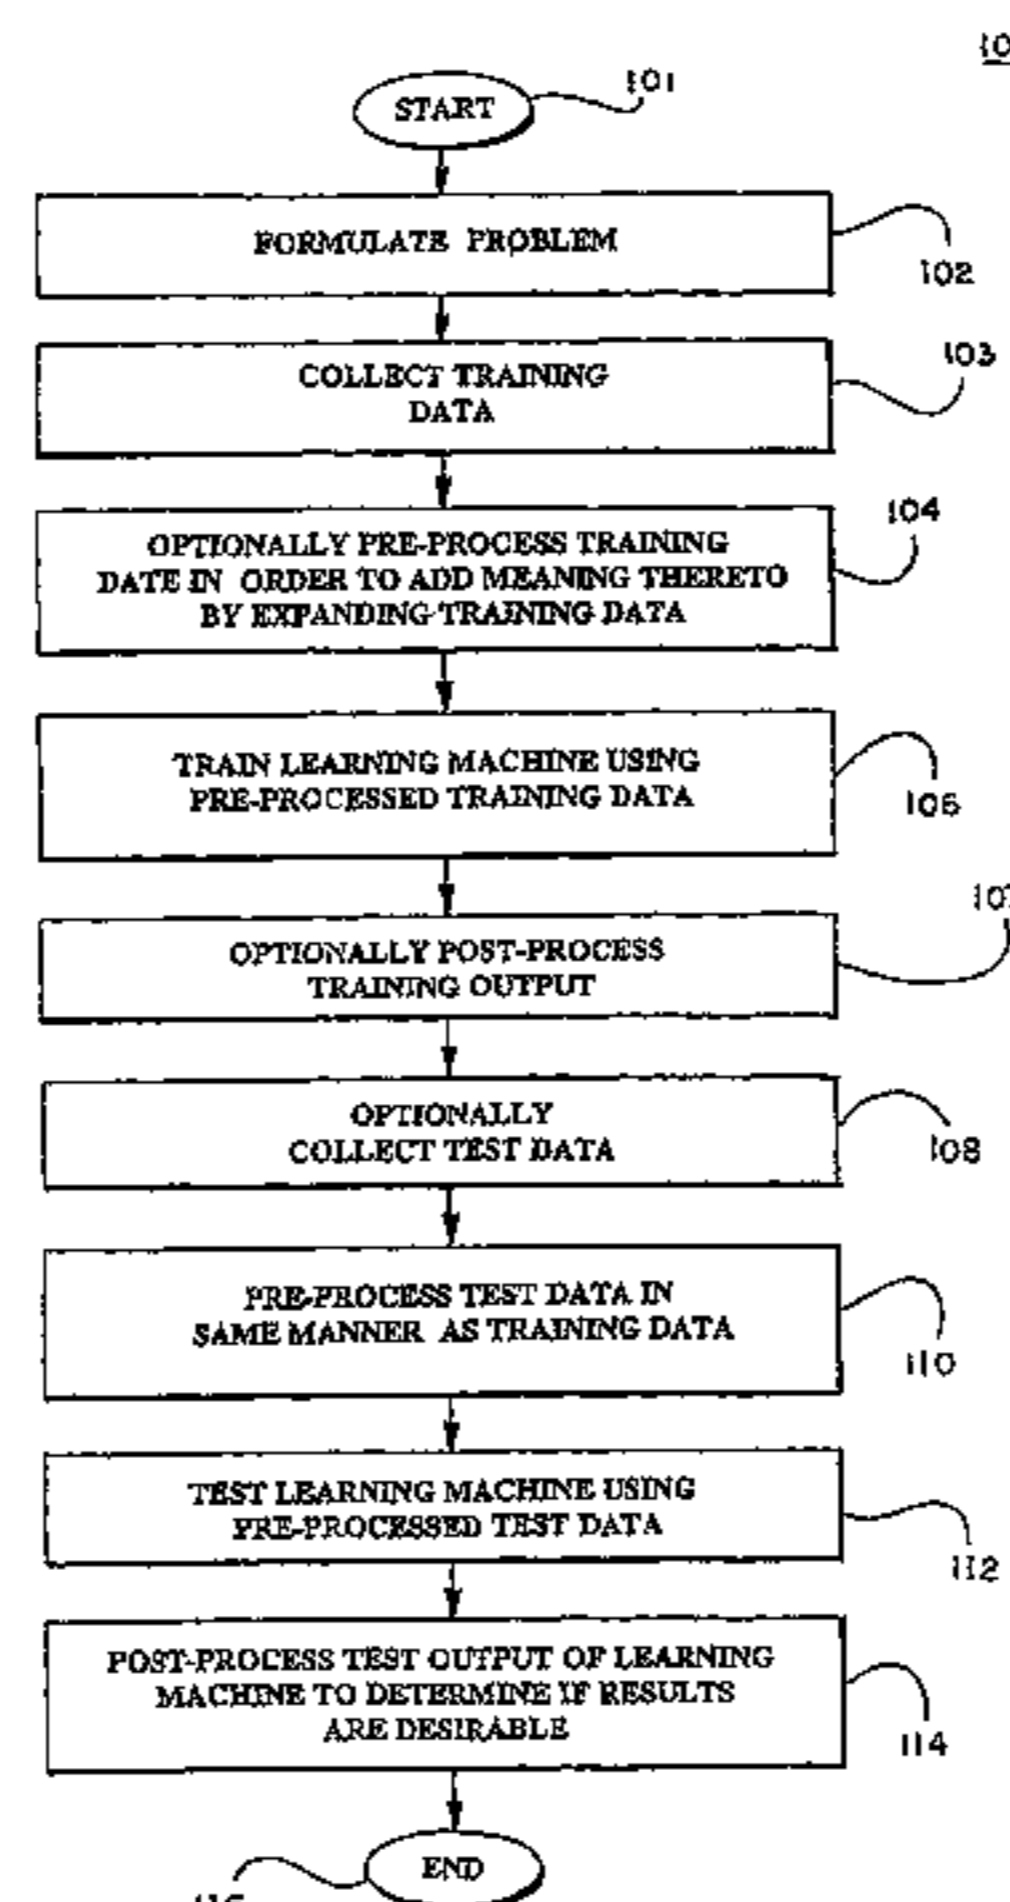 START
101
FORMULATE PROBLEM
102
COLLECT TRAINING
DATA
103
OPTIONALLY PRE-PROCESS TRAINING
DATE IN ORDER TO ADD MEANING THERETO
BY EXPANDING TRAINING DATA
104
TRAIN LEARNING MACHINE USING
PRE-PROCESSED TRAINING DATA
106
OPTIONALLY POST-PROCESS
TRAINING OUTPUT
OPTIONALLY
COLLECT TEST DATA
108
PRE-PROCESS TEST DATA IN
SAME MANNER AS TRAINING DATA
110
TEST LEARNING MACHINE USING
PRE-PROCESSED TEST DATA
112
POST-PROCESS TEST OUTPUT OF LEARNING
MACHINE TO DETERMINE IF RESULTS
ARE DESIRABLE
114
END